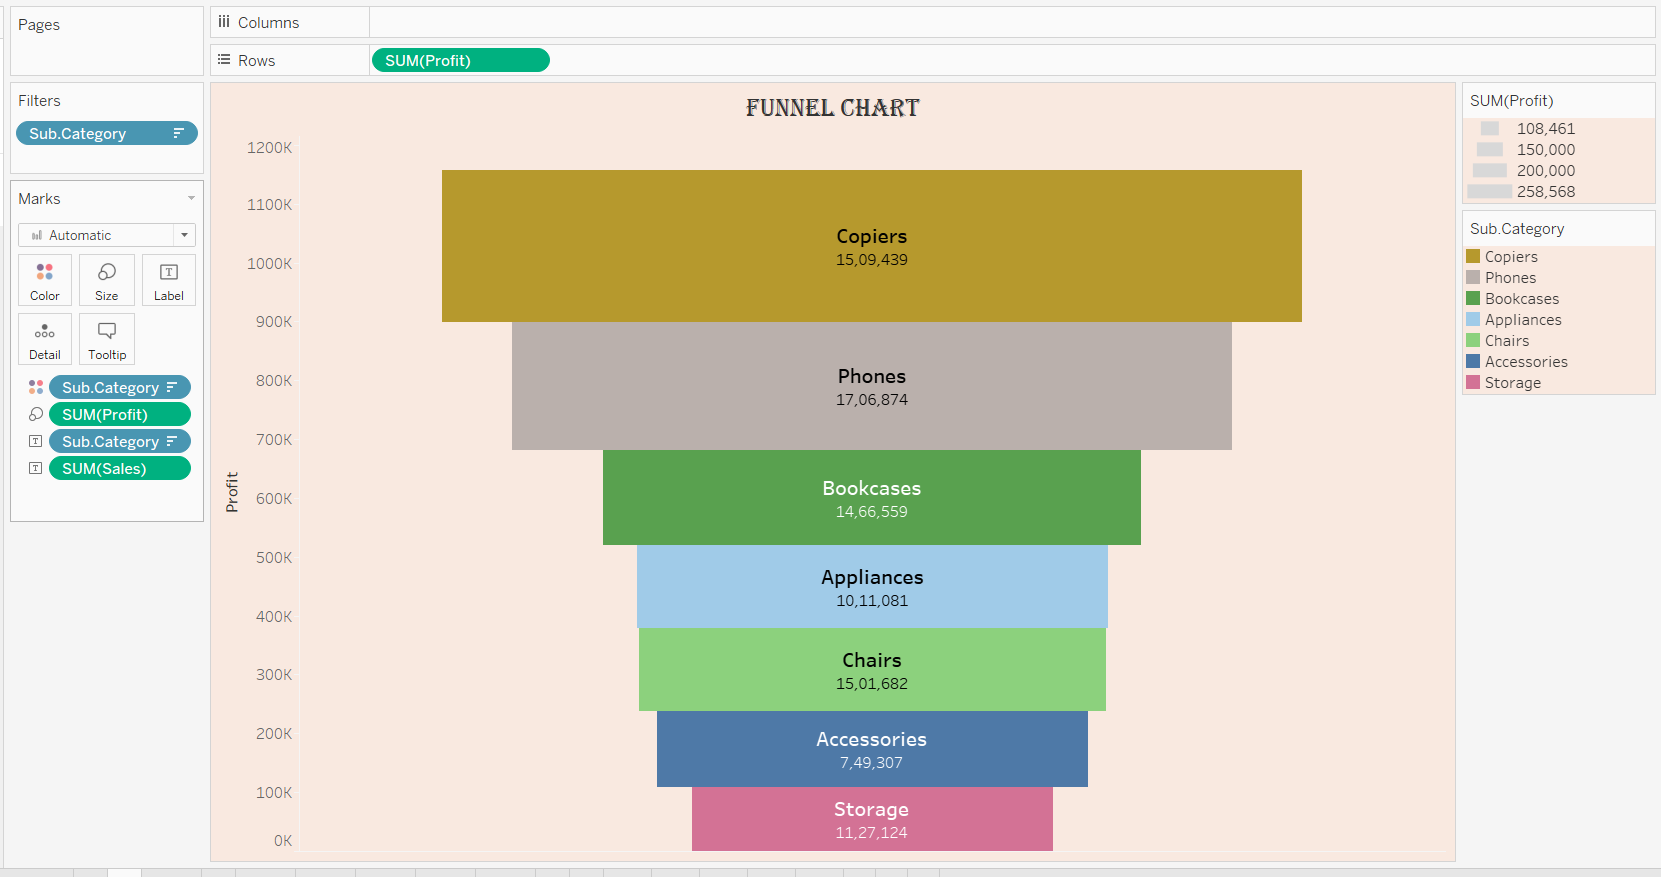 Pages
Columns
Rows
SUM(Profit)
Filters
Sub.Category
Marks
Automatic
Color
Size
T
Label
Detail
Tooltip
Sub.Category
SUM(Profit)
T
Sub.Category
T
SUM(Sales)
FUNNEL CHART
Profit
1200K
1100K
1000K
900K
800K
700K
600K
500K
400K
300K
200K
100K
0K
Copiers
15,09,439
Phones
17,06,874
Bookcases
14,66,559
Appliances
10,11,081
Chairs
15,01,682
Accessories
7,49,307
Storage
11,27,124
SUM(Profit)
108,461
150,000
200,000
258,568
Sub.Category
Copiers
Phones
Bookcases
Appliances
Chairs
Accessories
Storage